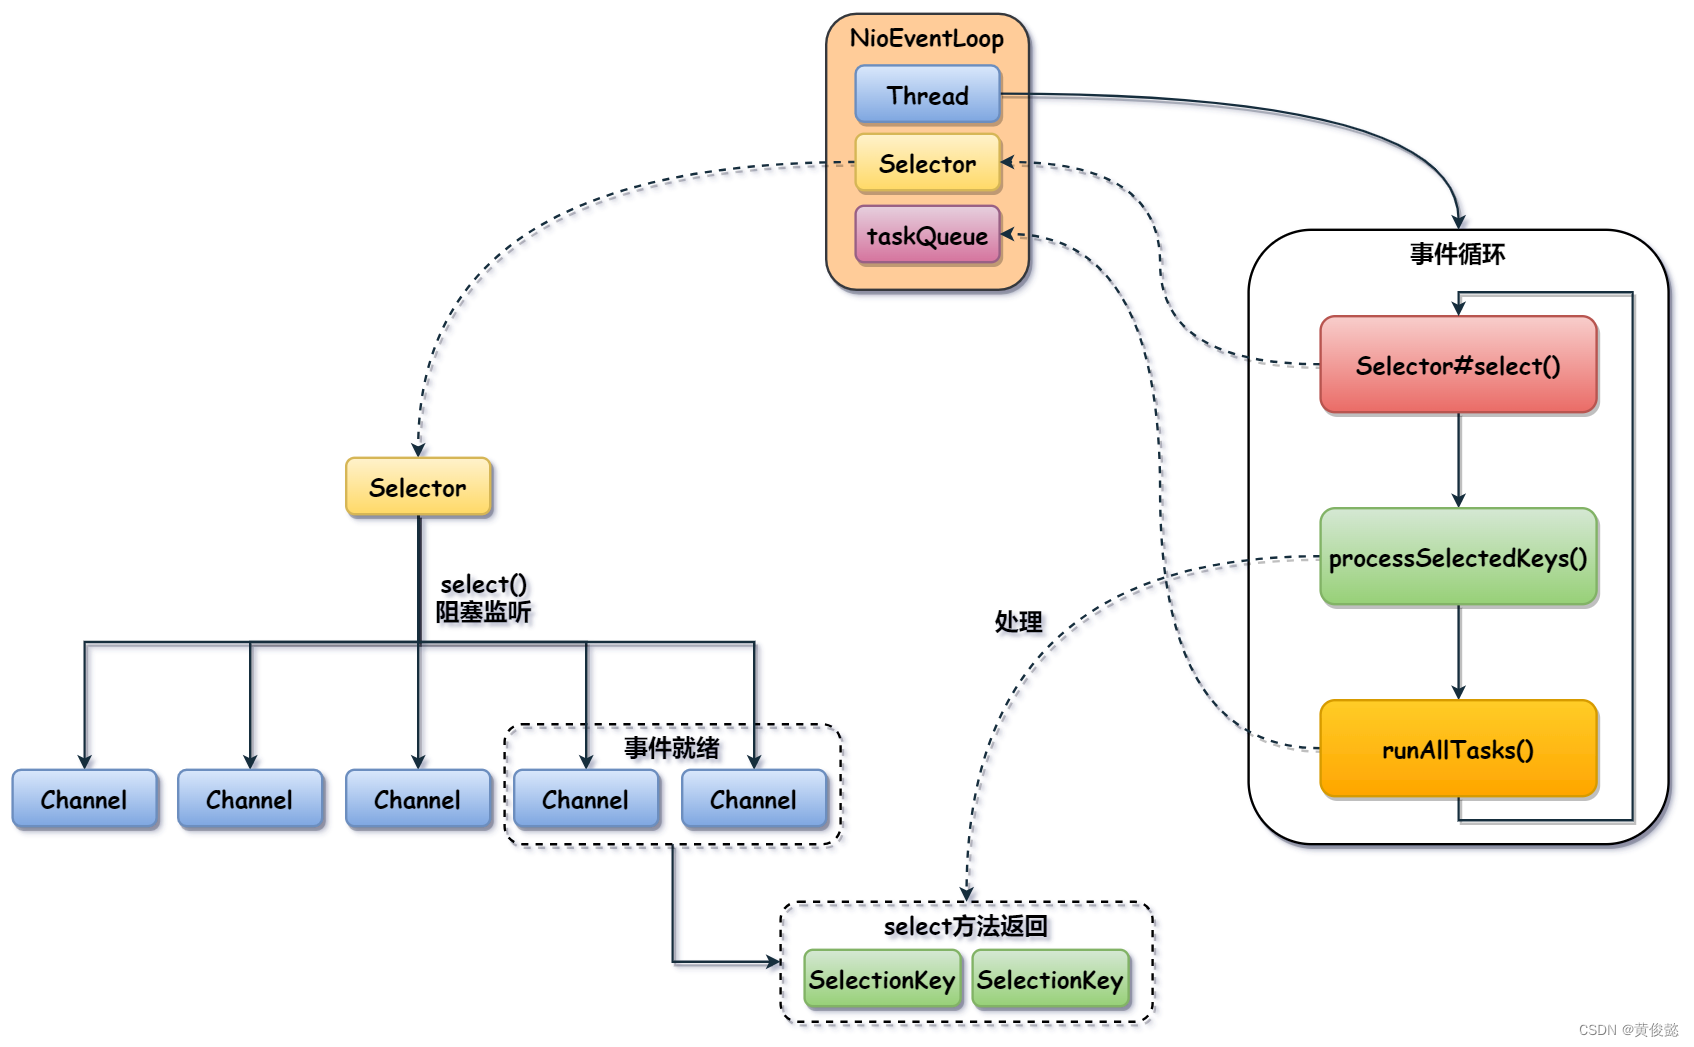 NioEventLoop
Thread
Selector
taskQueue
事件循环
Selector#select()
processSelectedKeys()
runAllTasks()
Selector
select()
阻塞监听
处理
事件就绪
Channel
Channel
Channel
Channel
Channel
select方法返回
SelectionKey
SelectionKey
CSDN @黄俊懿